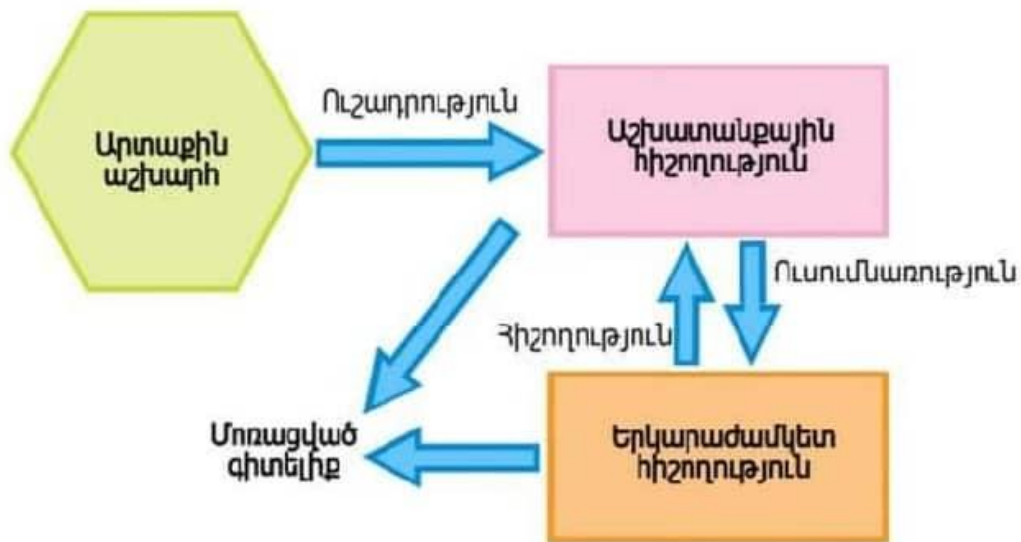 Ուշադրություն
Արտաքին
աշխարհ
Աշխատանքային
հիշողություն
Ուսումնառություն
Հիշողություն
Մոռացված
գիտելիք
Երկարաժամկետ
հիշողություն